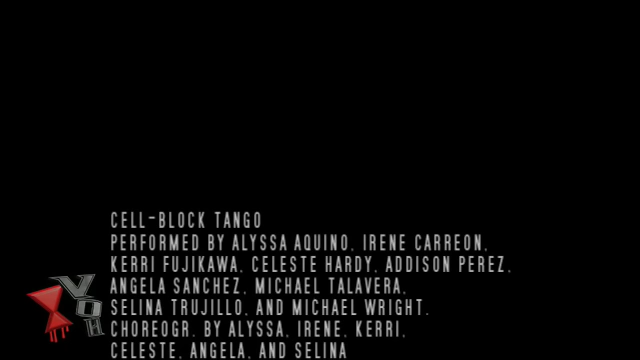 CELL-BLOCK TANGO
PERFORMED BY ALYSSA AQUINO, IRENE CARREON,
KERRI FUJIKAWA, CELESTE HARDY, ADDISON PEREZ,
ANGELA SANCHEZ, MICHAEL TALAVERA,
SELINA TRUJILLO, AND MICHAEL WRIGHT.
CHOREOGR. BY ALYSSA, IRENE, KERRI,
CELESTE, ANGELA, AND SELINA
VOH